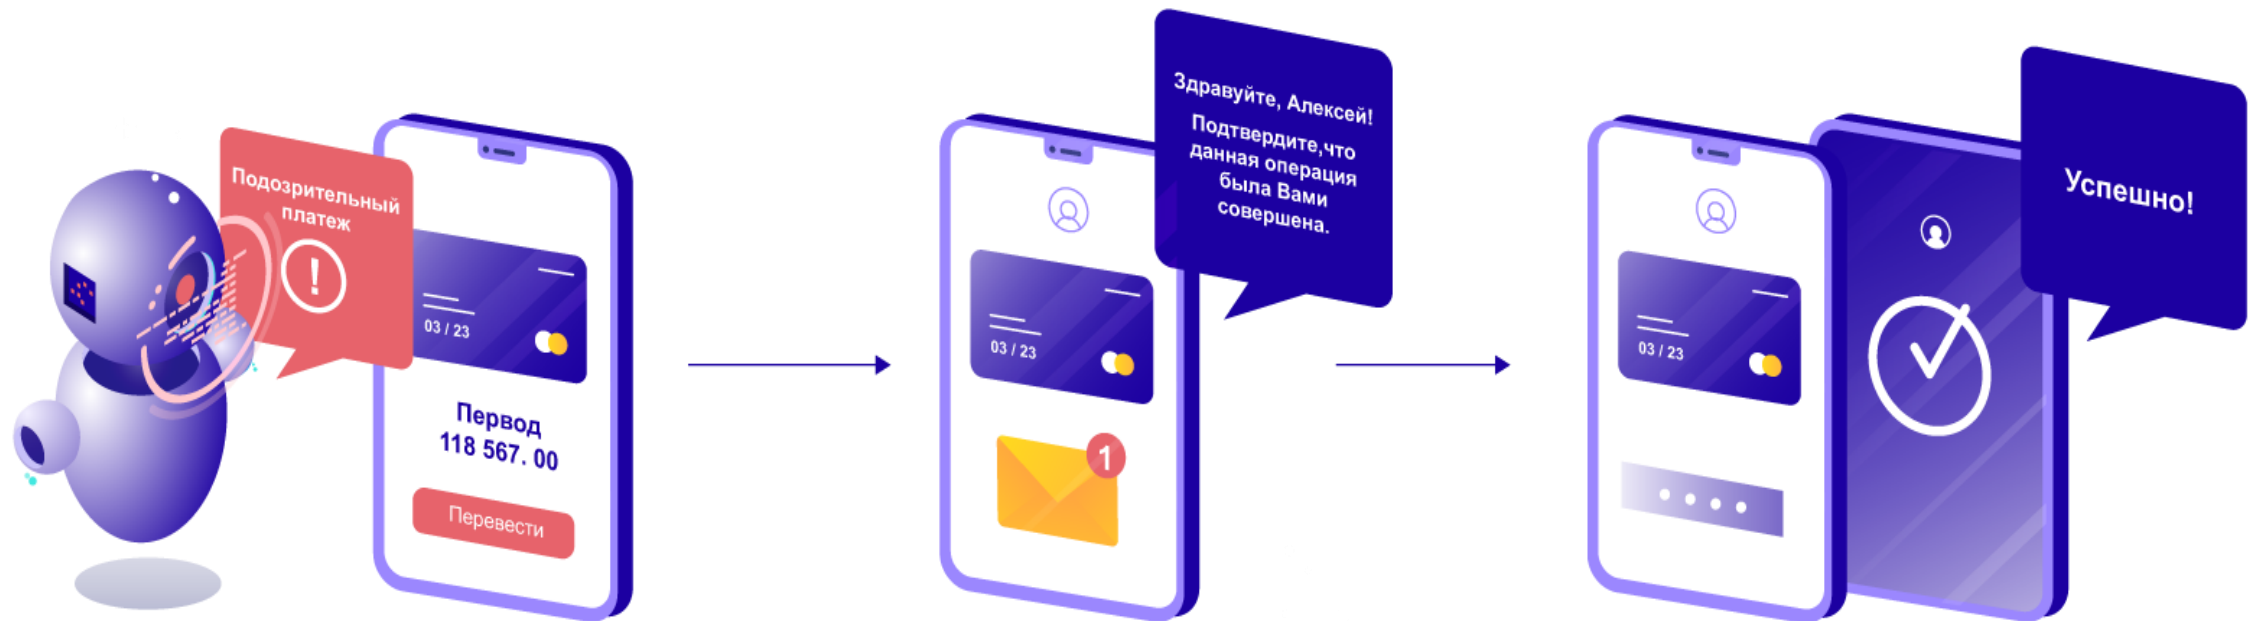 Подозрительный
платеж
!
03 / 23
Первод
118 567. 00
Перевести
Здравуйте, Алексей!
Подтвердите,что
данная операция
была Вами
совершена.
03 / 23
1
Успешно!
03 / 23